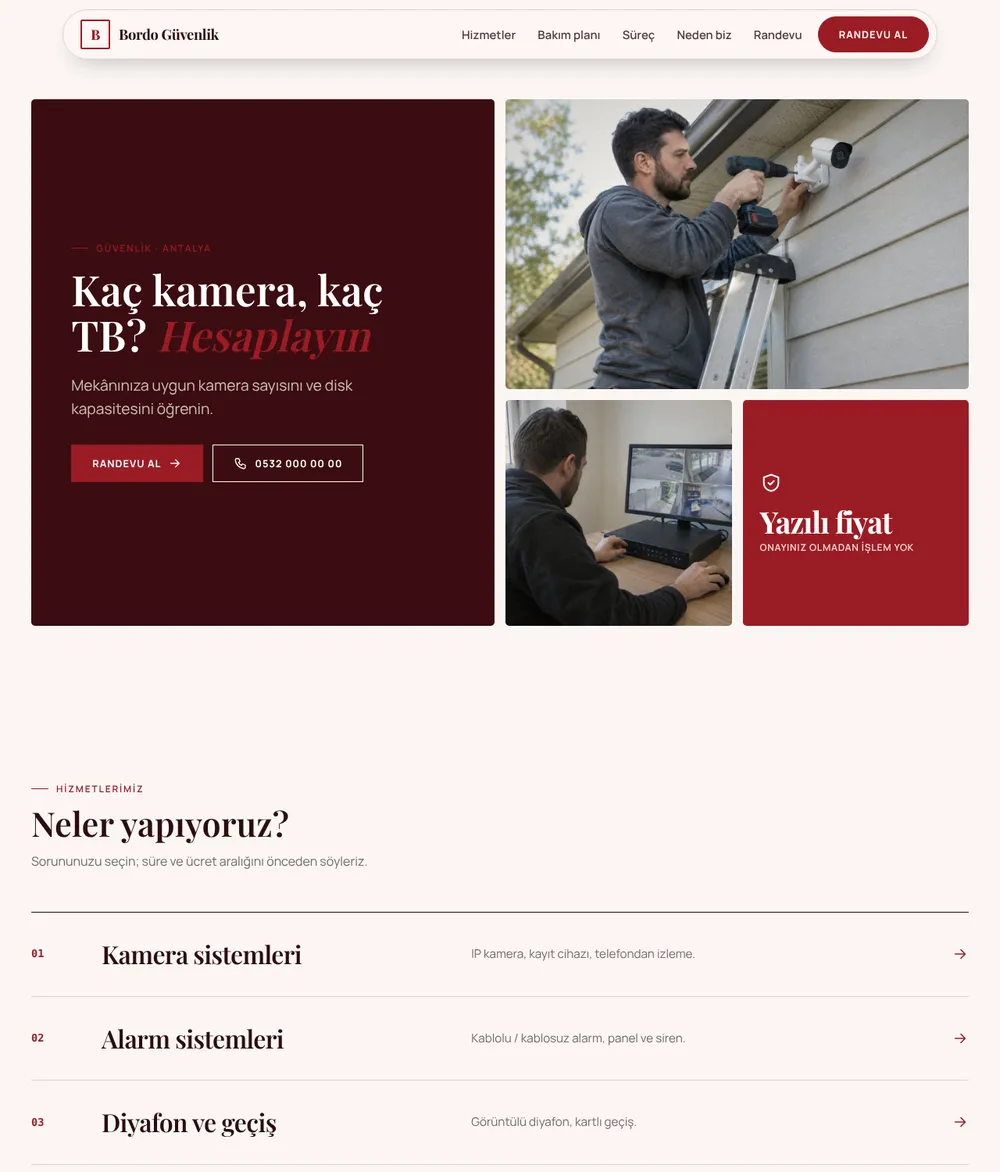 B Bordo Güvenlik
Hizmetler Bakım planı Süreç Neden biz Randevu RANDEVU AL
GÜVENLİK · ANTALYA
Kaç kamera, kaç
TB? Hesaplayın
Mekânınıza uygun kamera sayısını ve disk
kapasitesini öğrenin.
RANDEVU AL
0532 000 00 00
Yazılı fiyat
ONAYINIZ OLMADAN İŞLEM YOK
HİZMETLERİMİZ
Neler yapıyoruz?
Sorununuzu seçin; süre ve ücret aralığını önceden söyleriz.
01 Kamera sistemleri IP kamera, kayıt cihazı, telefondan izleme.
02 Alarm sistemleri Kablolu / kablosuz alarm, panel ve siren.
03 Diyafon ve geçiş Görüntülü diyafon, kartlı geçiş.